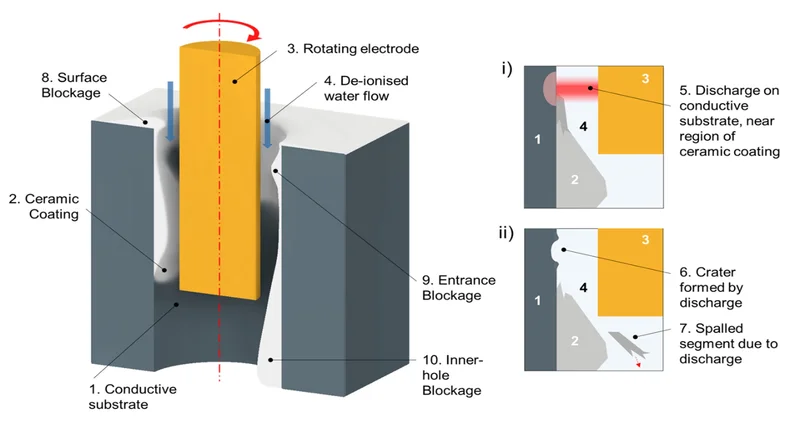 3. Rotating electrode
8. Surface
Blockage
4. De-ionised
water flow
2. Ceramic
Coating
9. Entrance
Blockage
10. Inner-
hole
Blockage
1. Conductive
substrate
i)
3
4
1
2
5. Discharge on
conductive
substrate, near
region of
ceramic coating
ii)
3
4
1
2
6. Crater
formed by
discharge
7. Spalled
segment due to
discharge